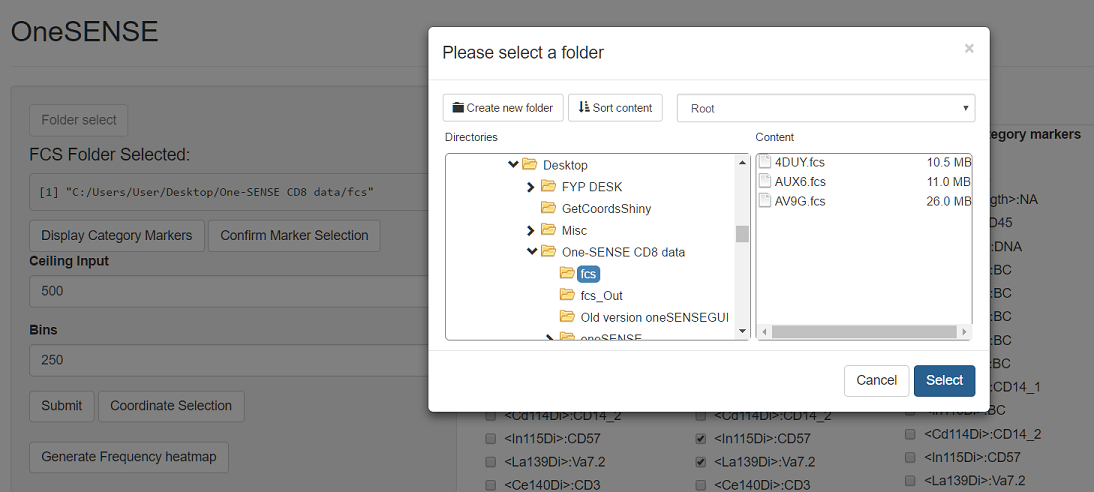 OneSENSE
Folder select
FCS Folder Selected:
[1] "C:/Users/User/Desktop/One-SENSE CD8 data/fcs"
Display Category Markers
Confirm Marker Selection
Ceiling Input
500
Bins
250
Submit
Coordinate Selection
Generate Frequency heatmap
Please select a folder
×
Create new folder
Sort content
Root
Directories
Content
Desktop
FYP DESK
GetCoordsShiny
Misc
One-SENSE CD8 data
fcs
fcs_Out
Old version oneSENSEGUI
oneSENSE
4DUY.fcs 10.5 MB
AUX6.fcs 11.0 MB
AV9G.fcs 26.0 MB
Cancel
Select
egory markers
gth>:NA
D45
:DNA
:BC
:BC
:BC
:BC
:CD14_1
:BC
<Cd114Di>:CD14_2
<In115Di>:CD57
<La139Di>:Va7.2
<Ce140Di>:CD3
<Cd114Di>:CD14_2
<In115Di>:CD57
<La139Di>:Va7.2
<Ce140Di>:CD3
<Cd114Di>:CD14_2
<In115Di>:CD57
<La139Di>:Va7.2